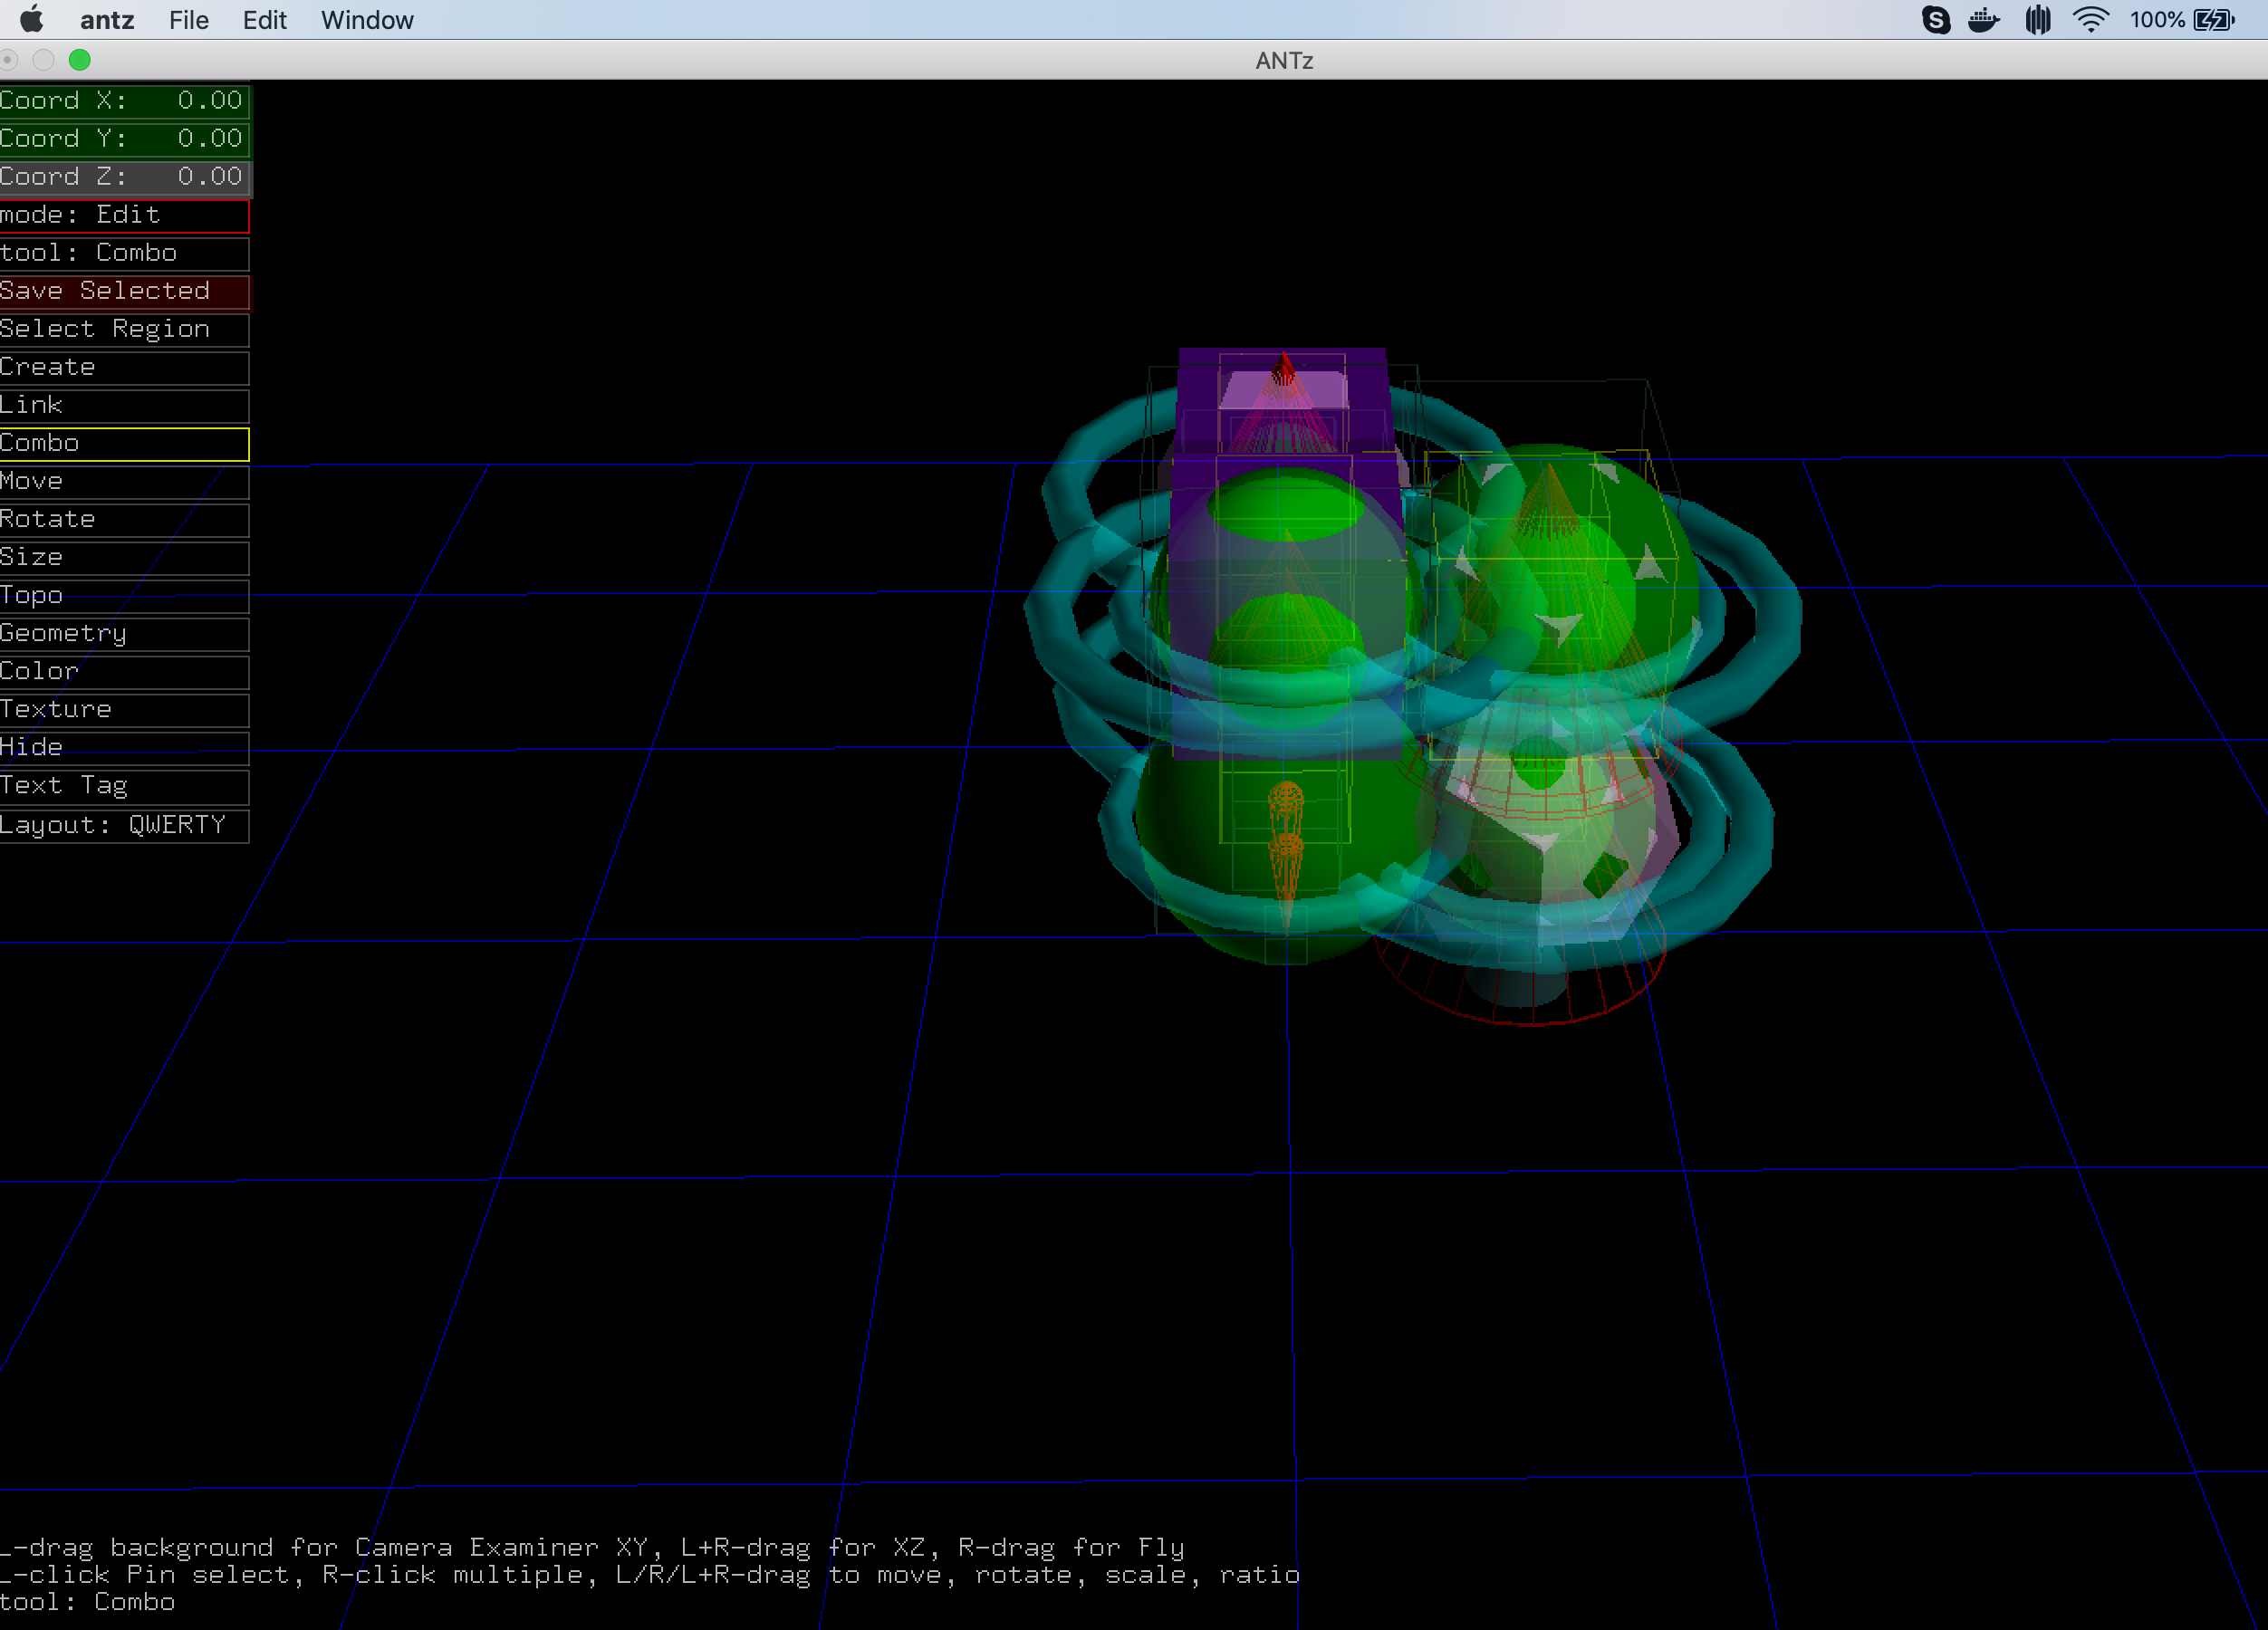 antz File Edit Window 100%
ANTz
Coord X: 0.00
Coord Y: 0.00
Coord Z: 0.00
mode: Edit
tool: Combo
Save Selected
Select Region
Create
Link
Combo
Move
Rotate
Size
Topo
Geometry
Color
Texture
Hide
Text Tag
Layout: QWERTY
L-drag background for Camera Examiner XY, L+R-drag for XZ, R-drag for Fly
L-click Pin select, R-click multiple, L/R/L+R-drag to move, rotate, scale, ratio
tool: Combo